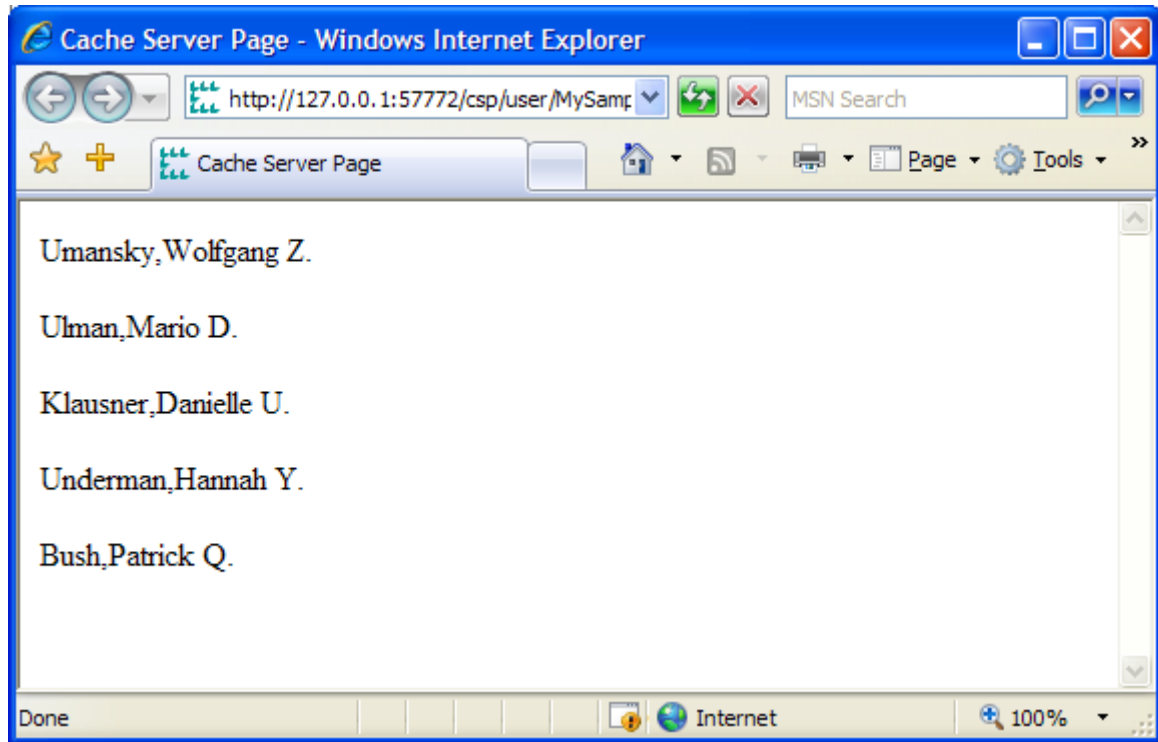 Cache Server Page - Windows Internet Explorer
http://127.0.0.1:57772/csp/user/MySamp
MSN Search
Cache Server Page
Page
Tools
Umansky,Wolfgang Z.
Ulman,Mario D.
Klausner,Danielle U.
Underman,Hannah Y.
Bush,Patrick Q.
Done
Internet
100%